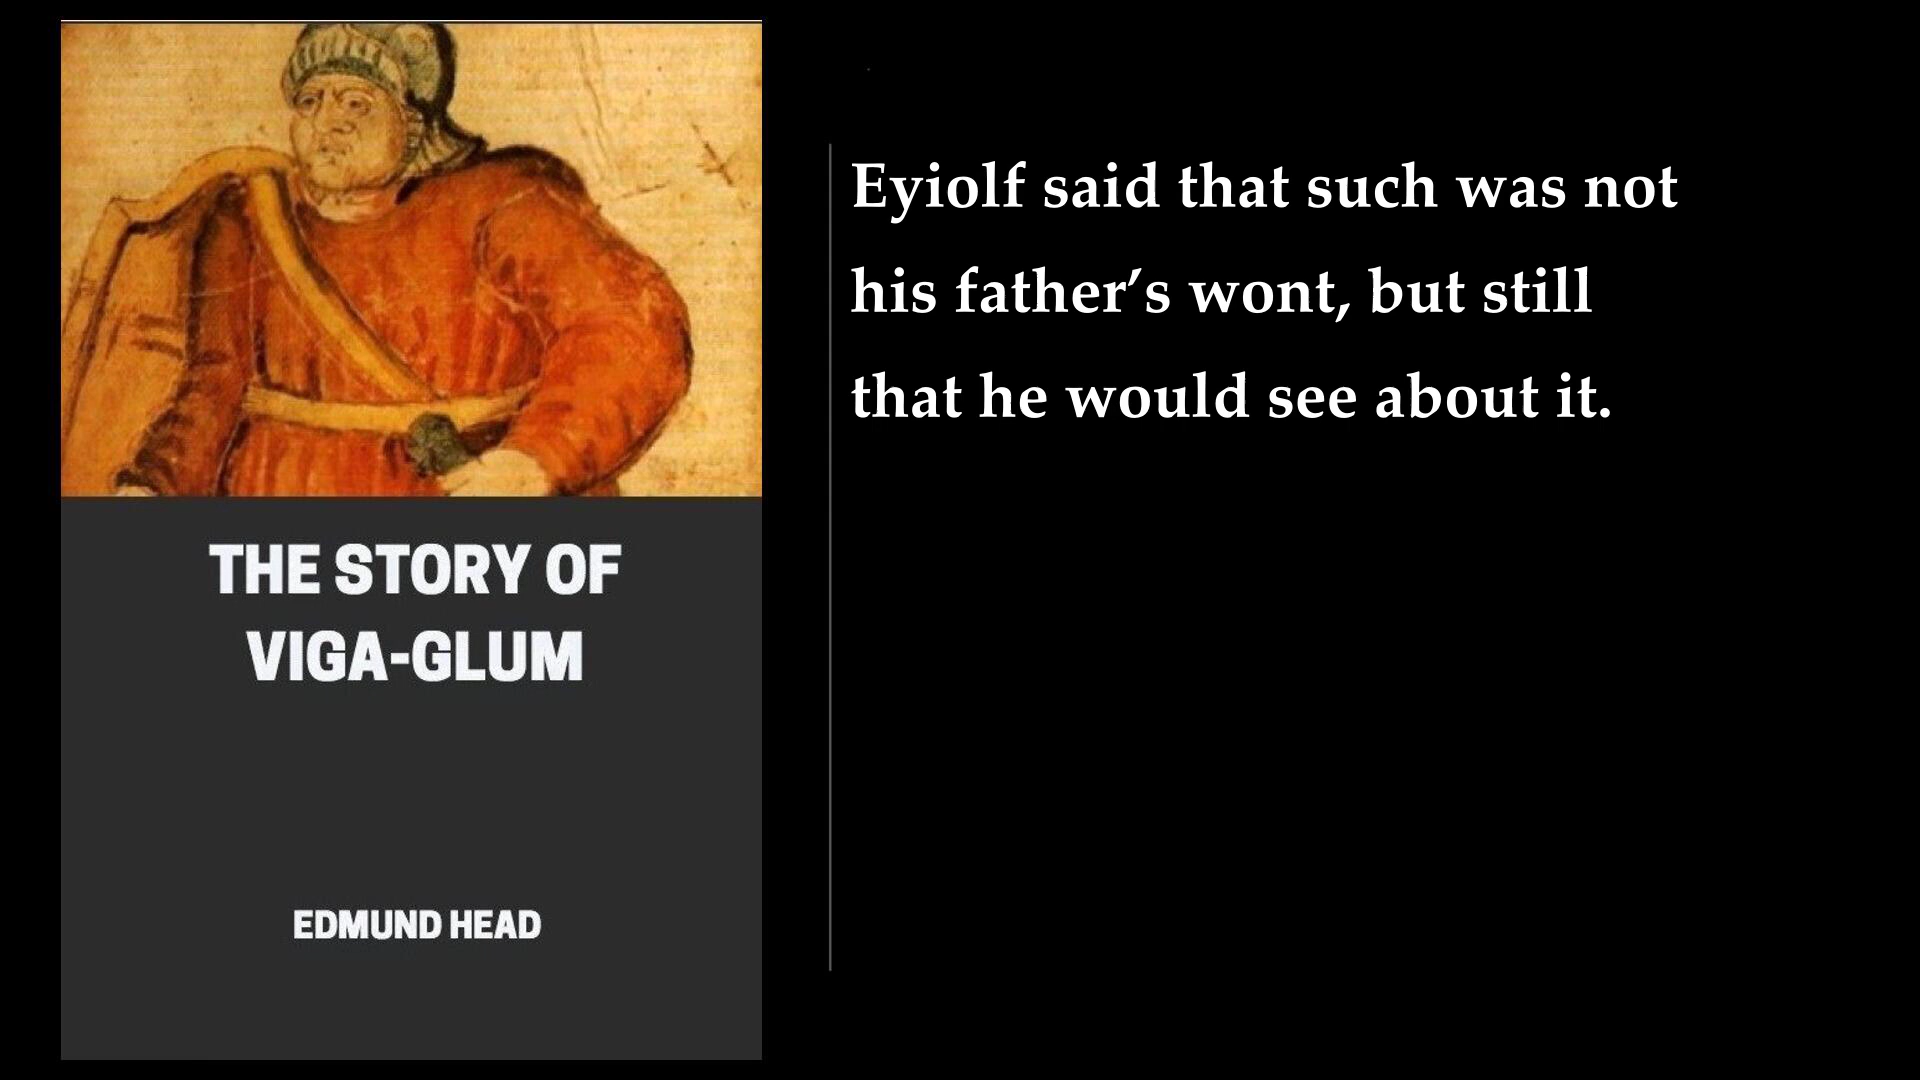 THE STORY OF
VIGA-GLUM
EDMUND HEAD
Eyiolf said that such was not
his father’s wont, but still
that he would see about it.